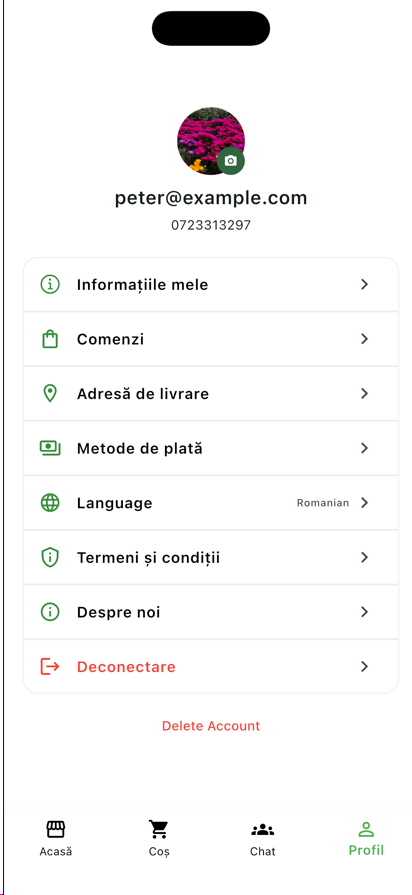 peter@example.com
0723313297
Informațiile mele
Comenzi
Adresă de livrare
Metode de plată
Language Romanian
Termeni și condiții
Despre noi
Deconectare
Delete Account
Acasă Coș Chat Profil